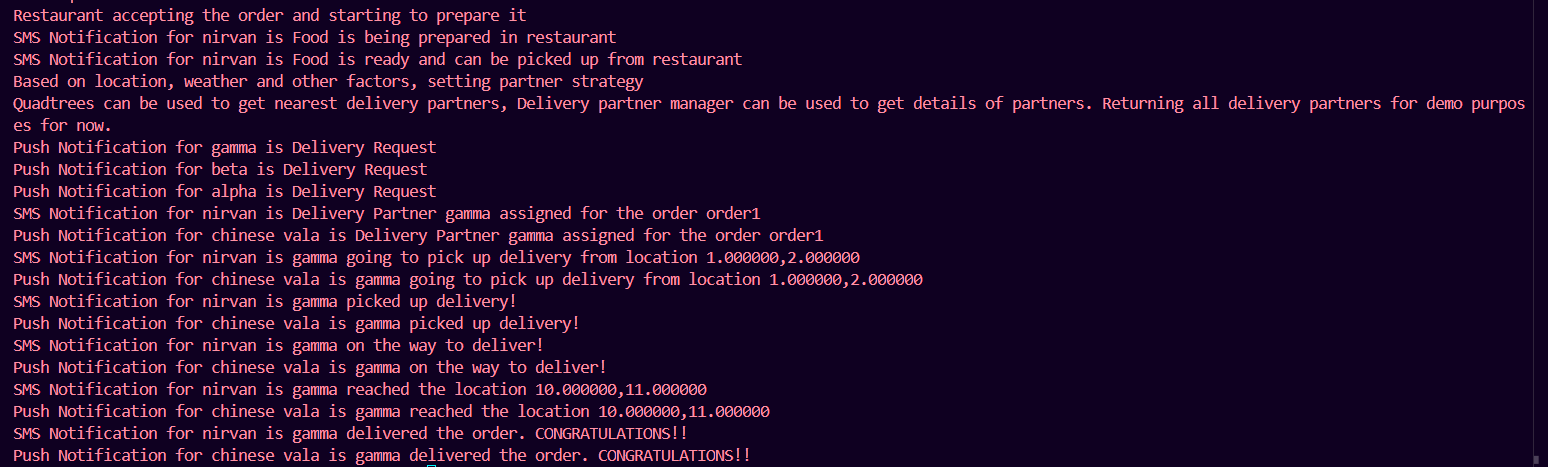 Restaurant accepting the order and starting to prepare it
SMS Notification for nirvan is Food is being prepared in restaurant
SMS Notification for nirvan is Food is ready and can be picked up from restaurant
Based on location, weather and other factors, setting partner strategy
Quadtrees can be used to get nearest delivery partners, Delivery partner manager can be used to get details of partners. Returning all delivery partners for demo purpos
es for now.
Push Notification for gamma is Delivery Request
Push Notification for beta is Delivery Request
Push Notification for alpha is Delivery Request
SMS Notification for nirvan is Delivery Partner gamma assigned for the order order1
Push Notification for chinese vala is Delivery Partner gamma assigned for the order order1
SMS Notification for nirvan is gamma going to pick up delivery from location 1.000000,2.000000
Push Notification for chinese vala is gamma going to pick up delivery from location 1.000000,2.000000
SMS Notification for nirvan is gamma picked up delivery!
Push Notification for chinese vala is gamma picked up delivery!
SMS Notification for nirvan is gamma on the way to deliver!
Push Notification for chinese vala is gamma on the way to deliver!
SMS Notification for nirvan is gamma reached the location 10.000000,11.000000
Push Notification for chinese vala is gamma reached the location 10.000000,11.000000
SMS Notification for nirvan is gamma delivered the order. CONGRATULATIONS!!
Push Notification for chinese vala is gamma delivered the order. CONGRATULATIONS!!